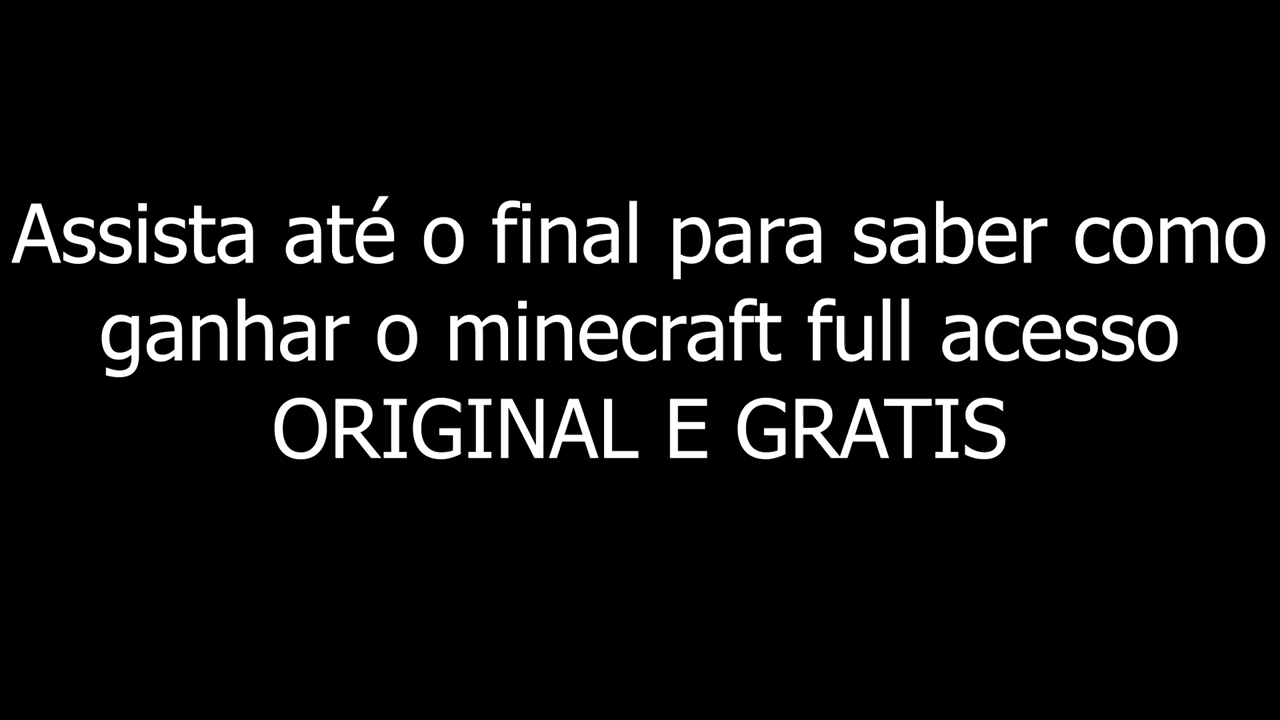 Assista até o final para saber como
ganhar o minecraft full acesso
ORIGINAL E GRATIS